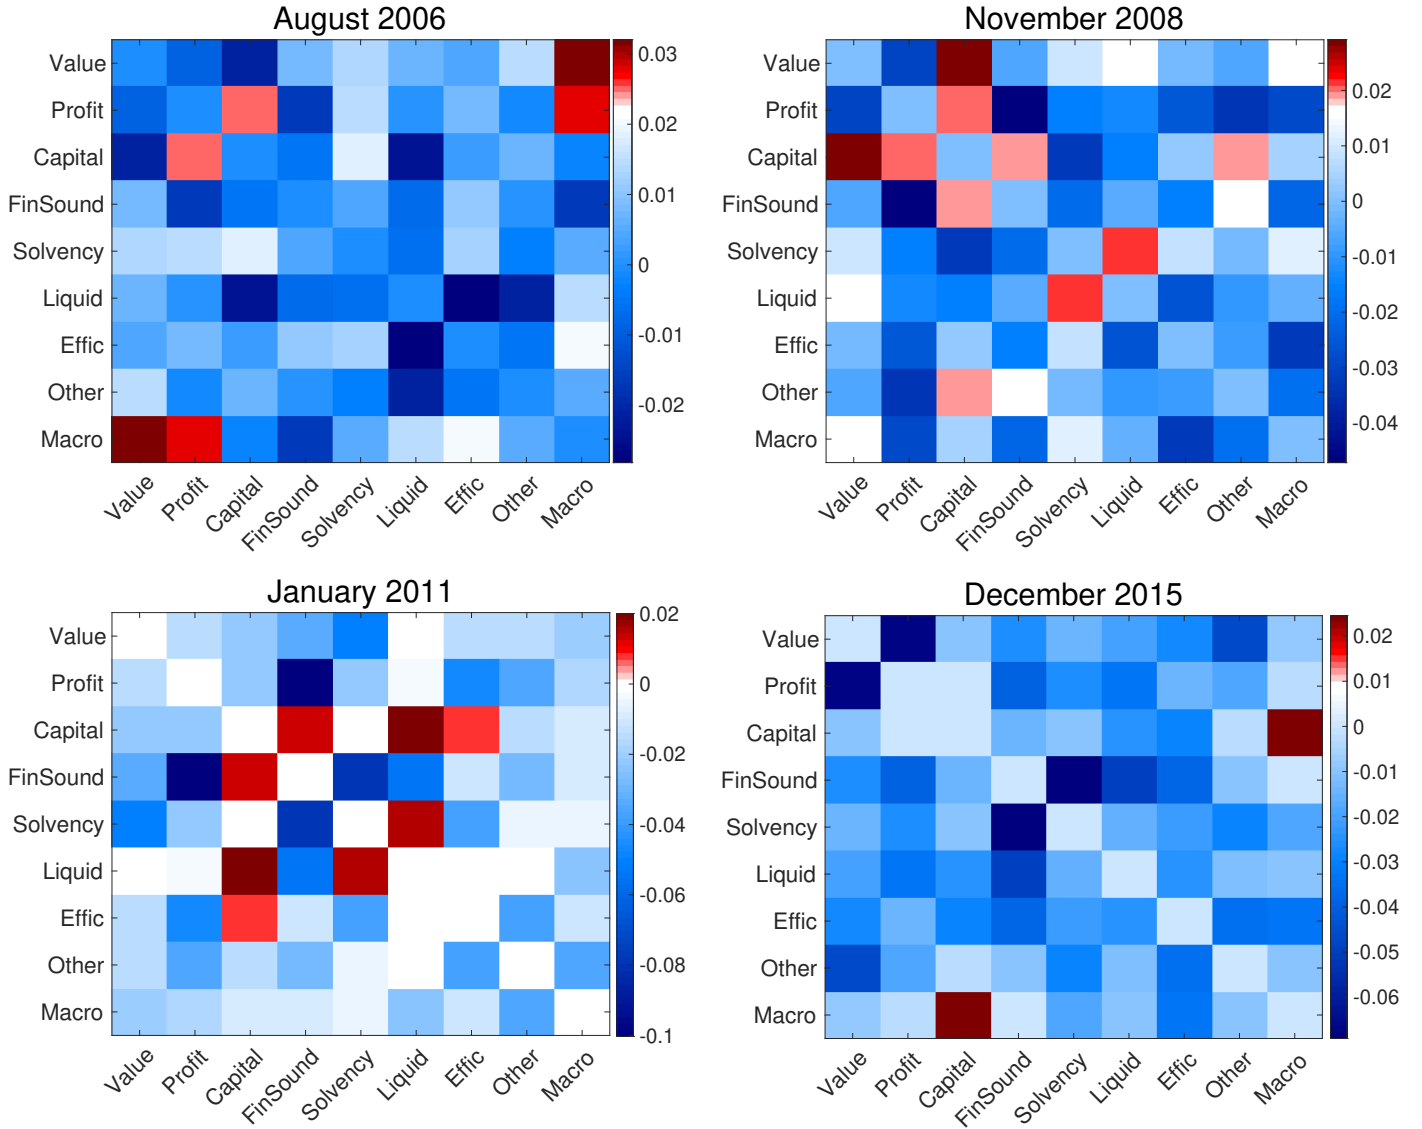 August 2006
Value
Profit
Capital
FinSound
Solvency
Liquid
Effic
Other
Macro
Value
Profit
Capital
FinSound
Solvency
Liquid
Effic
Other
Macro
0.03
0.02
0.01
0
-0.01
-0.02
November 2008
Value
Profit
Capital
FinSound
Solvency
Liquid
Effic
Other
Macro
Value
Profit
Capital
FinSound
Solvency
Liquid
Effic
Other
Macro
0.02
0.01
0
-0.01
-0.02
-0.03
-0.04
January 2011
Value
Profit
Capital
FinSound
Solvency
Liquid
Effic
Other
Macro
Value
Profit
Capital
FinSound
Solvency
Liquid
Effic
Other
Macro
0.02
0
-0.02
-0.04
-0.06
-0.08
-0.1
December 2015
Value
Profit
Capital
FinSound
Solvency
Liquid
Effic
Other
Macro
Value
Profit
Capital
FinSound
Solvency
Liquid
Effic
Other
Macro
0.02
0.01
0
-0.01
-0.02
-0.03
-0.04
-0.05
-0.06